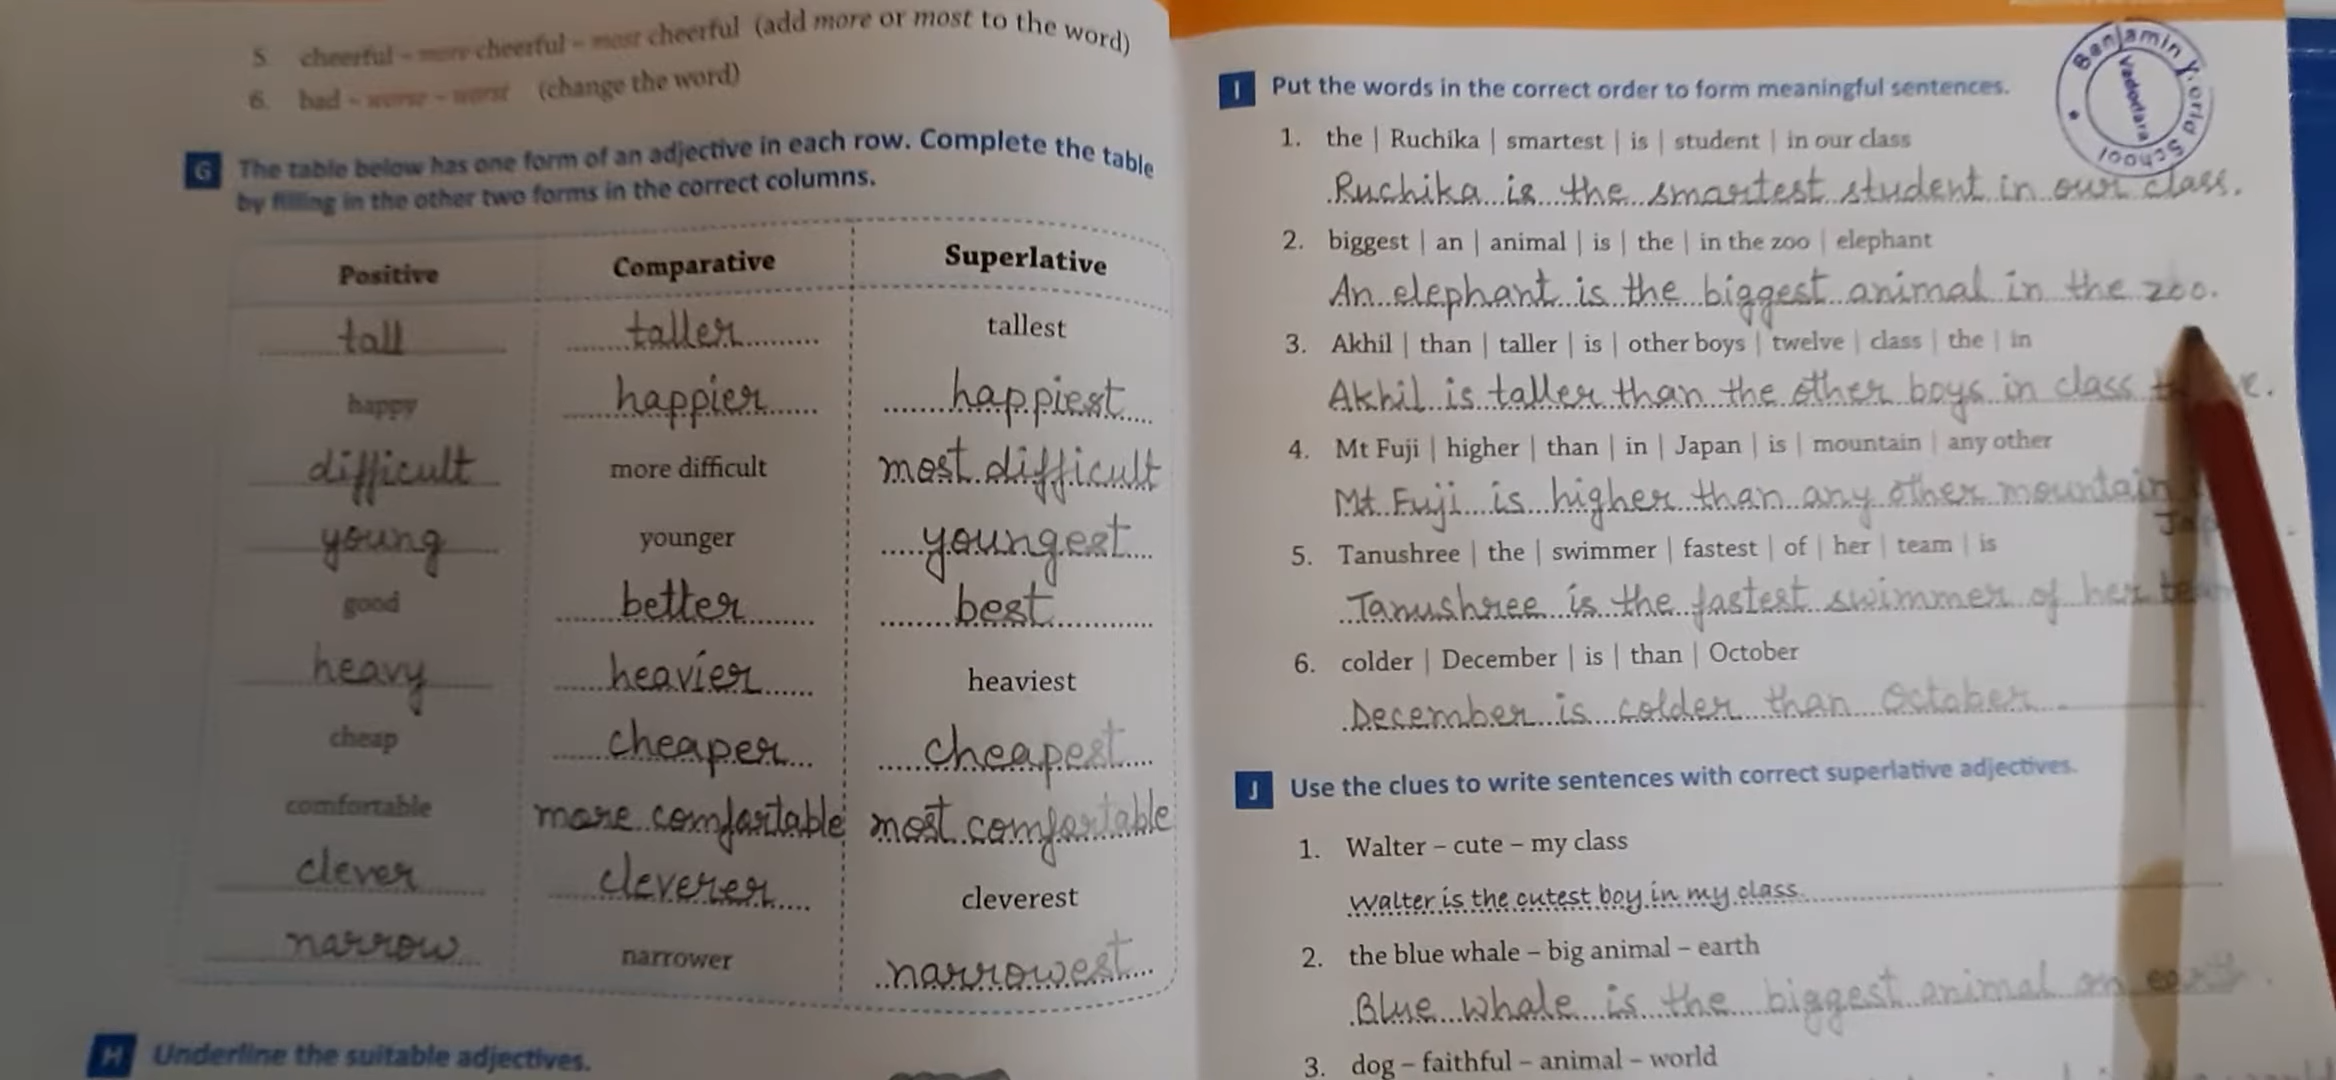 5. cheerful – more cheerful – most cheerful (add more or most to the word)
6. bad – worse – worst (change the word)
G The table below has one form of an adjective in each row. Complete the table
by filling in the other two forms in the correct columns.
Positive Comparative Superlative
tall taller tallest
happy happier happiest
difficult more difficult most difficult
young younger youngest
good better best
heavy heavier heaviest
cheap cheaper cheapest
comfortable more comfortable most comfortable
clever cleverer cleverest
narrow narrower narrowest
H Underline the suitable adjectives.
Benjamin World School
Vadodara
I Put the words in the correct order to form meaningful sentences.
1. the | Ruchika | smartest | is | student | in our class
Ruchika is the smartest student in our class.
2. biggest | an | animal | is | the | in the zoo | elephant
An elephant is the biggest animal in the zoo.
3. Akhil | than | taller | is | other boys | twelve | class | the | in
Akhil is taller than the other boys in class
4. Mt Fuji | higher | than | in | Japan | is | mountain | any other
Mt. Fuji is higher than any other mountain
5. Tanushree | the | swimmer | fastest | of | her | team | is
Tanushree is the fastest swimmer of her team
6. colder | December | is | than | October
December is colder than October.
J Use the clues to write sentences with correct superlative adjectives.
1. Walter – cute – my class
Walter is the cutest boy in my class.
2. the blue whale – big animal – earth
Blue whale is the biggest animal on earth.
3. dog – faithful – animal – world